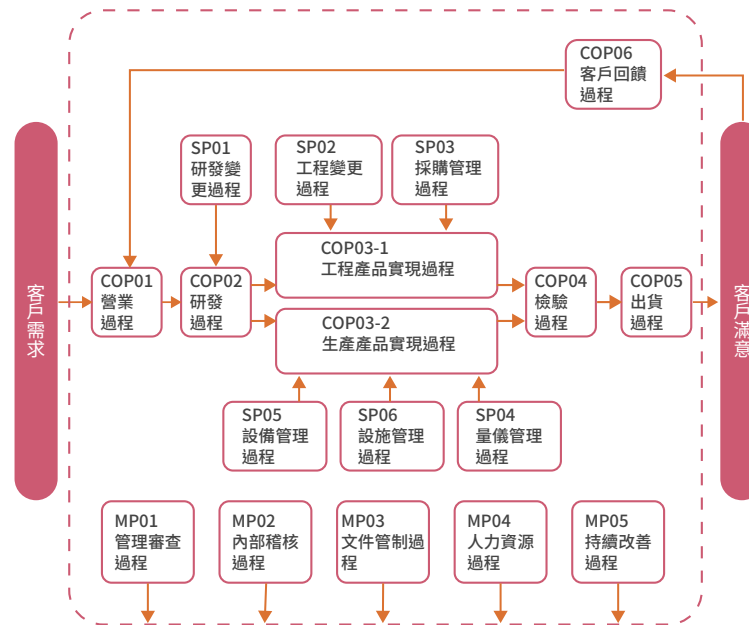 COP06
客戶回饋
過程
SP01
研發變
更過程
SP02
工程變更
過程
SP03
採購管理
過程
客戶需求
COP01
營業
過程
COP02
研發
過程
COP03-1
工程產品實現過程
COP03-2
生產產品實現過程
COP04
檢驗
過程
COP05
出貨
過程
客戶滿意
SP05
設備管理
過程
SP06
設施管理
過程
SP04
量儀管理
過程
MP01
管理審查
過程
MP02
內部稽核
過程
MP03
文件管制過
程
MP04
人力資源
過程
MP05
持續改善
過程